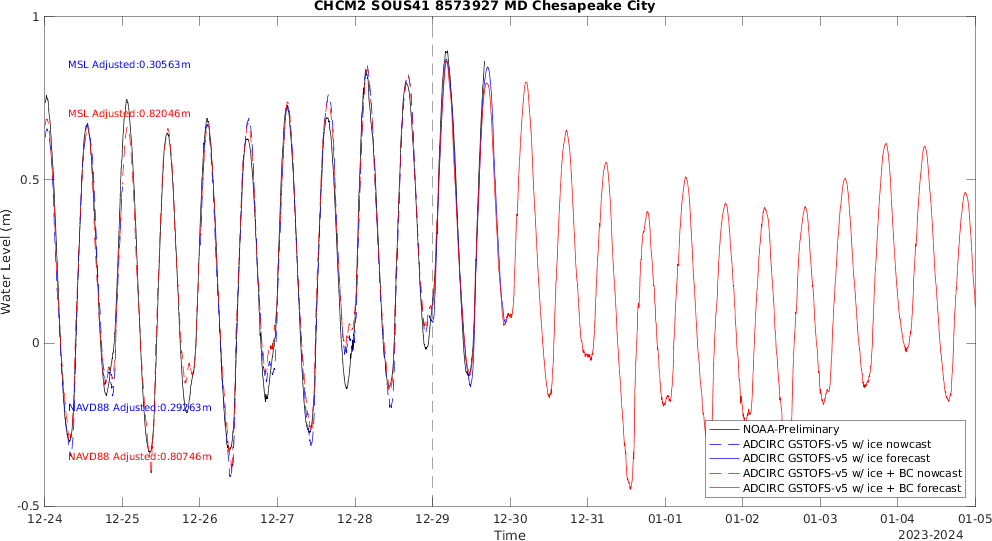 CHCM2 SOUS41 8573927 MD Chesapeake City
1
MSL Adjusted:0.30563m
MSL Adjusted:0.82046m
0.5
Water Level (m)
0
NAVD88 Adjusted:0.29263m
NAVD88 Adjusted:0.80746m
-0.5
NOAA-Preliminary
ADCIRC GSTOFS-v5 w/ ice nowcast
ADCIRC GSTOFS-v5 w/ ice forecast
ADCIRC GSTOFS-v5 w/ ice + BC nowcast
ADCIRC GSTOFS-v5 w/ ice + BC forecast
12-24 12-25 12-26 12-27 12-28 12-29 12-30 12-31 01-01 01-02 01-03 01-04 01-05
Time
2023-2024